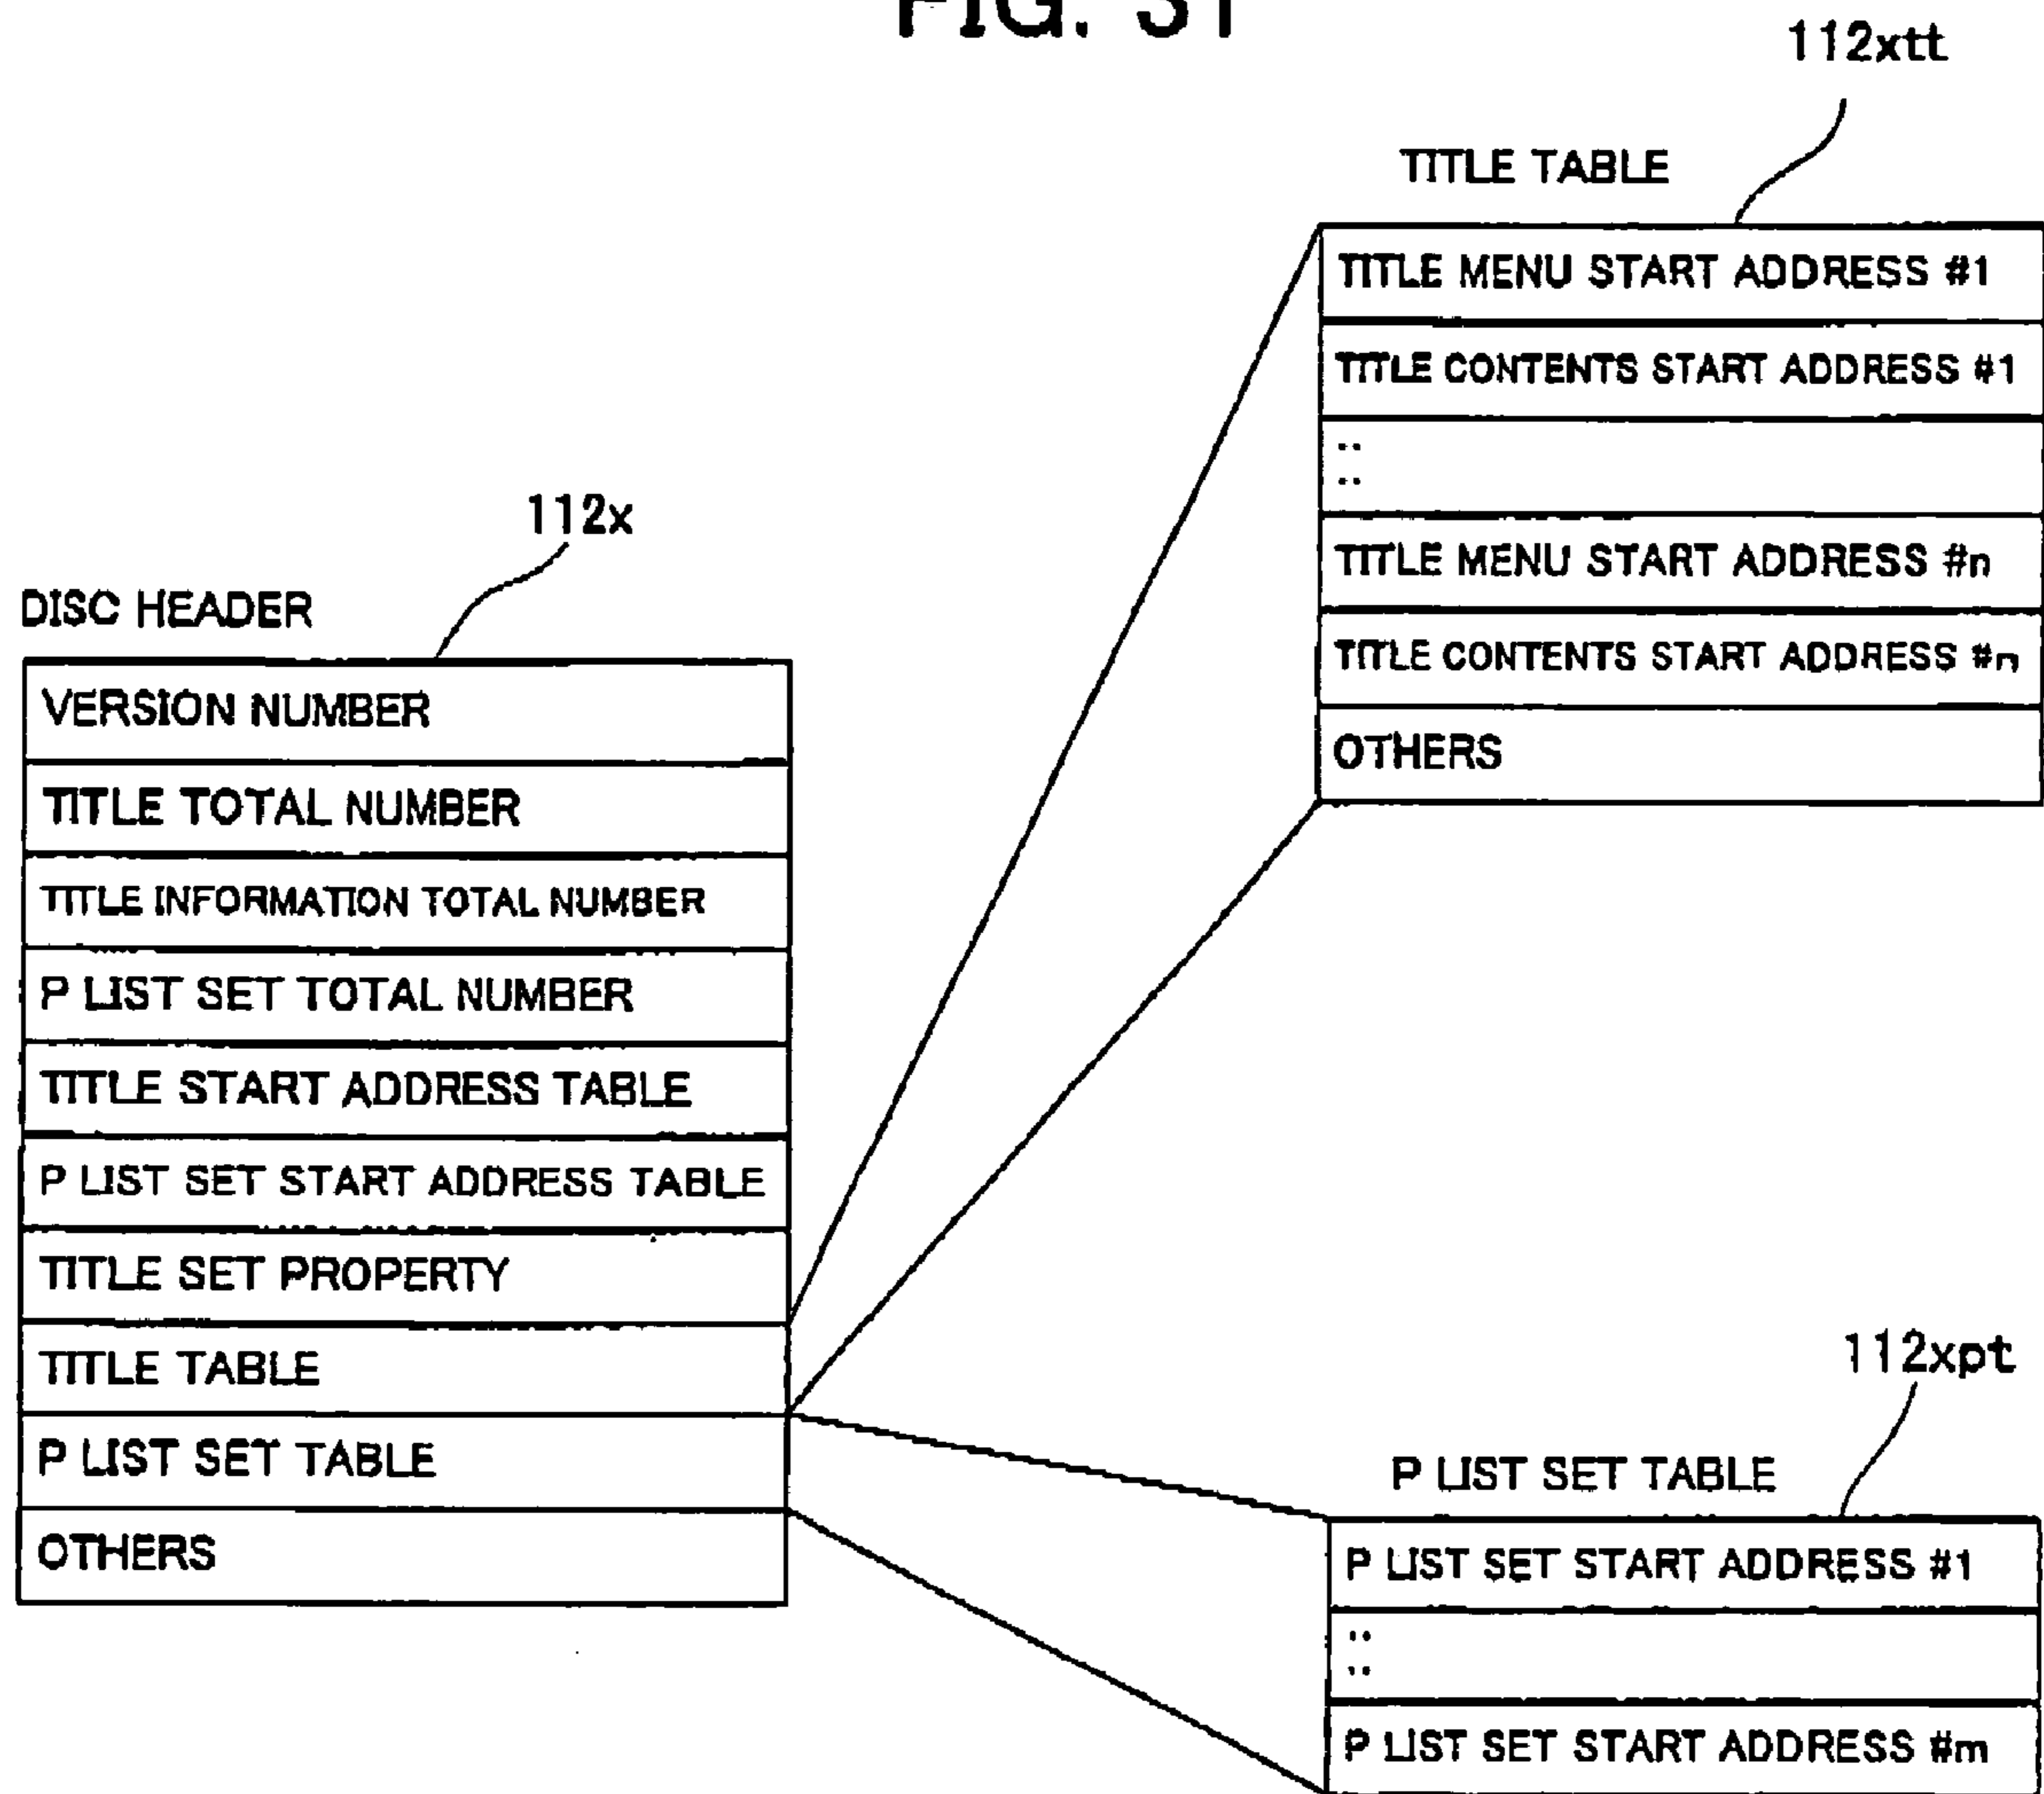 FIG. 31
112xtt
TITLE TABLE
TITLE MENU START ADDRESS #1
TITLE CONTENTS START ADDRESS #1
::
::
TITLE MENU START ADDRESS #n
TITLE CONTENTS START ADDRESS #n
OTHERS
112x
DISC HEADER
VERSION NUMBER
TITLE TOTAL NUMBER
TITLE INFORMATION TOTAL NUMBER
P LIST SET TOTAL NUMBER
TITLE START ADDRESS TABLE
P LIST SET START ADDRESS TABLE
TITLE SET PROPERTY
TITLE TABLE
P LIST SET TABLE
OTHERS
112xpt
P LIST SET TABLE
P LIST SET START ADDRESS #1
::
::
P LIST SET START ADDRESS #m